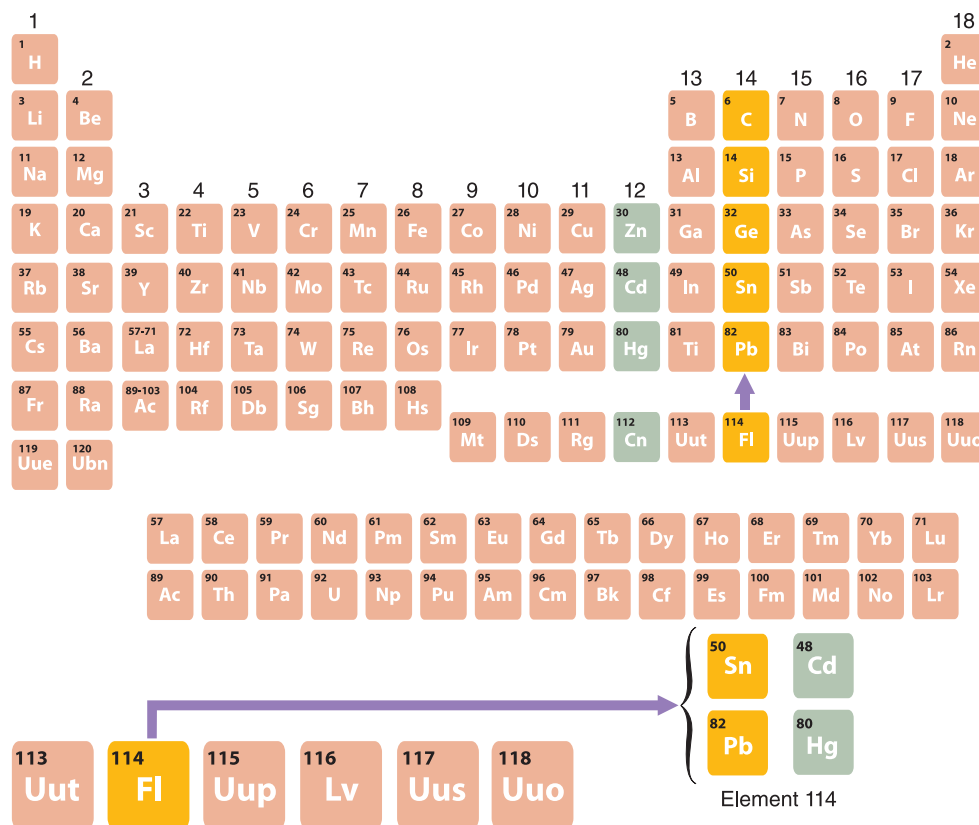 1 18
1 H 2 He
2 13 14 15 16 17
3 Li 4 Be 5 B 6 C 7 N 8 O 9 F 10 Ne
11 Na 12 Mg 13 Al 14 Si 15 P 16 S 17 Cl 18 Ar
3 4 5 6 7 8 9 10 11 12
19 K 20 Ca 21 Sc 22 Ti 23 V 24 Cr 25 Mn 26 Fe 27 Co 28 Ni 29 Cu 30 Zn 31 Ga 32 Ge 33 As 34 Se 35 Br 36 Kr
37 Rb 38 Sr 39 Y 40 Zr 41 Nb 42 Mo 43 Tc 44 Ru 45 Rh 46 Pd 47 Ag 48 Cd 49 In 50 Sn 51 Sb 52 Te 53 I 54 Xe
55 Cs 56 Ba 57-71 La 72 Hf 73 Ta 74 W 75 Re 76 Os 77 Ir 78 Pt 79 Au 80 Hg 81 Ti 82 Pb 83 Bi 84 Po 85 At 86 Rn
87 Fr 88 Ra 89-103 Ac 104 Rf 105 Db 106 Sg 107 Bh 108 Hs
109 Mt 110 Ds 111 Rg 112 Cn 113 Uut 114 Fl 115 Uup 116 Lv 117 Uus 118 Uuo
119 Uue 120 Ubn
57 La 58 Ce 59 Pr 60 Nd 61 Pm 62 Sm 63 Eu 64 Gd 65 Tb 66 Dy 67 Ho 68 Er 69 Tm 70 Yb 71 Lu
89 Ac 90 Th 91 Pa 92 U 93 Np 94 Pu 95 Am 96 Cm 97 Bk 98 Cf 99 Es 100 Fm 101 Md 102 No 103 Lr
50 Sn 48 Cd
82 Pb 80 Hg
113 Uut 114 Fl 115 Uup 116 Lv 117 Uus 118 Uuo
Element 114